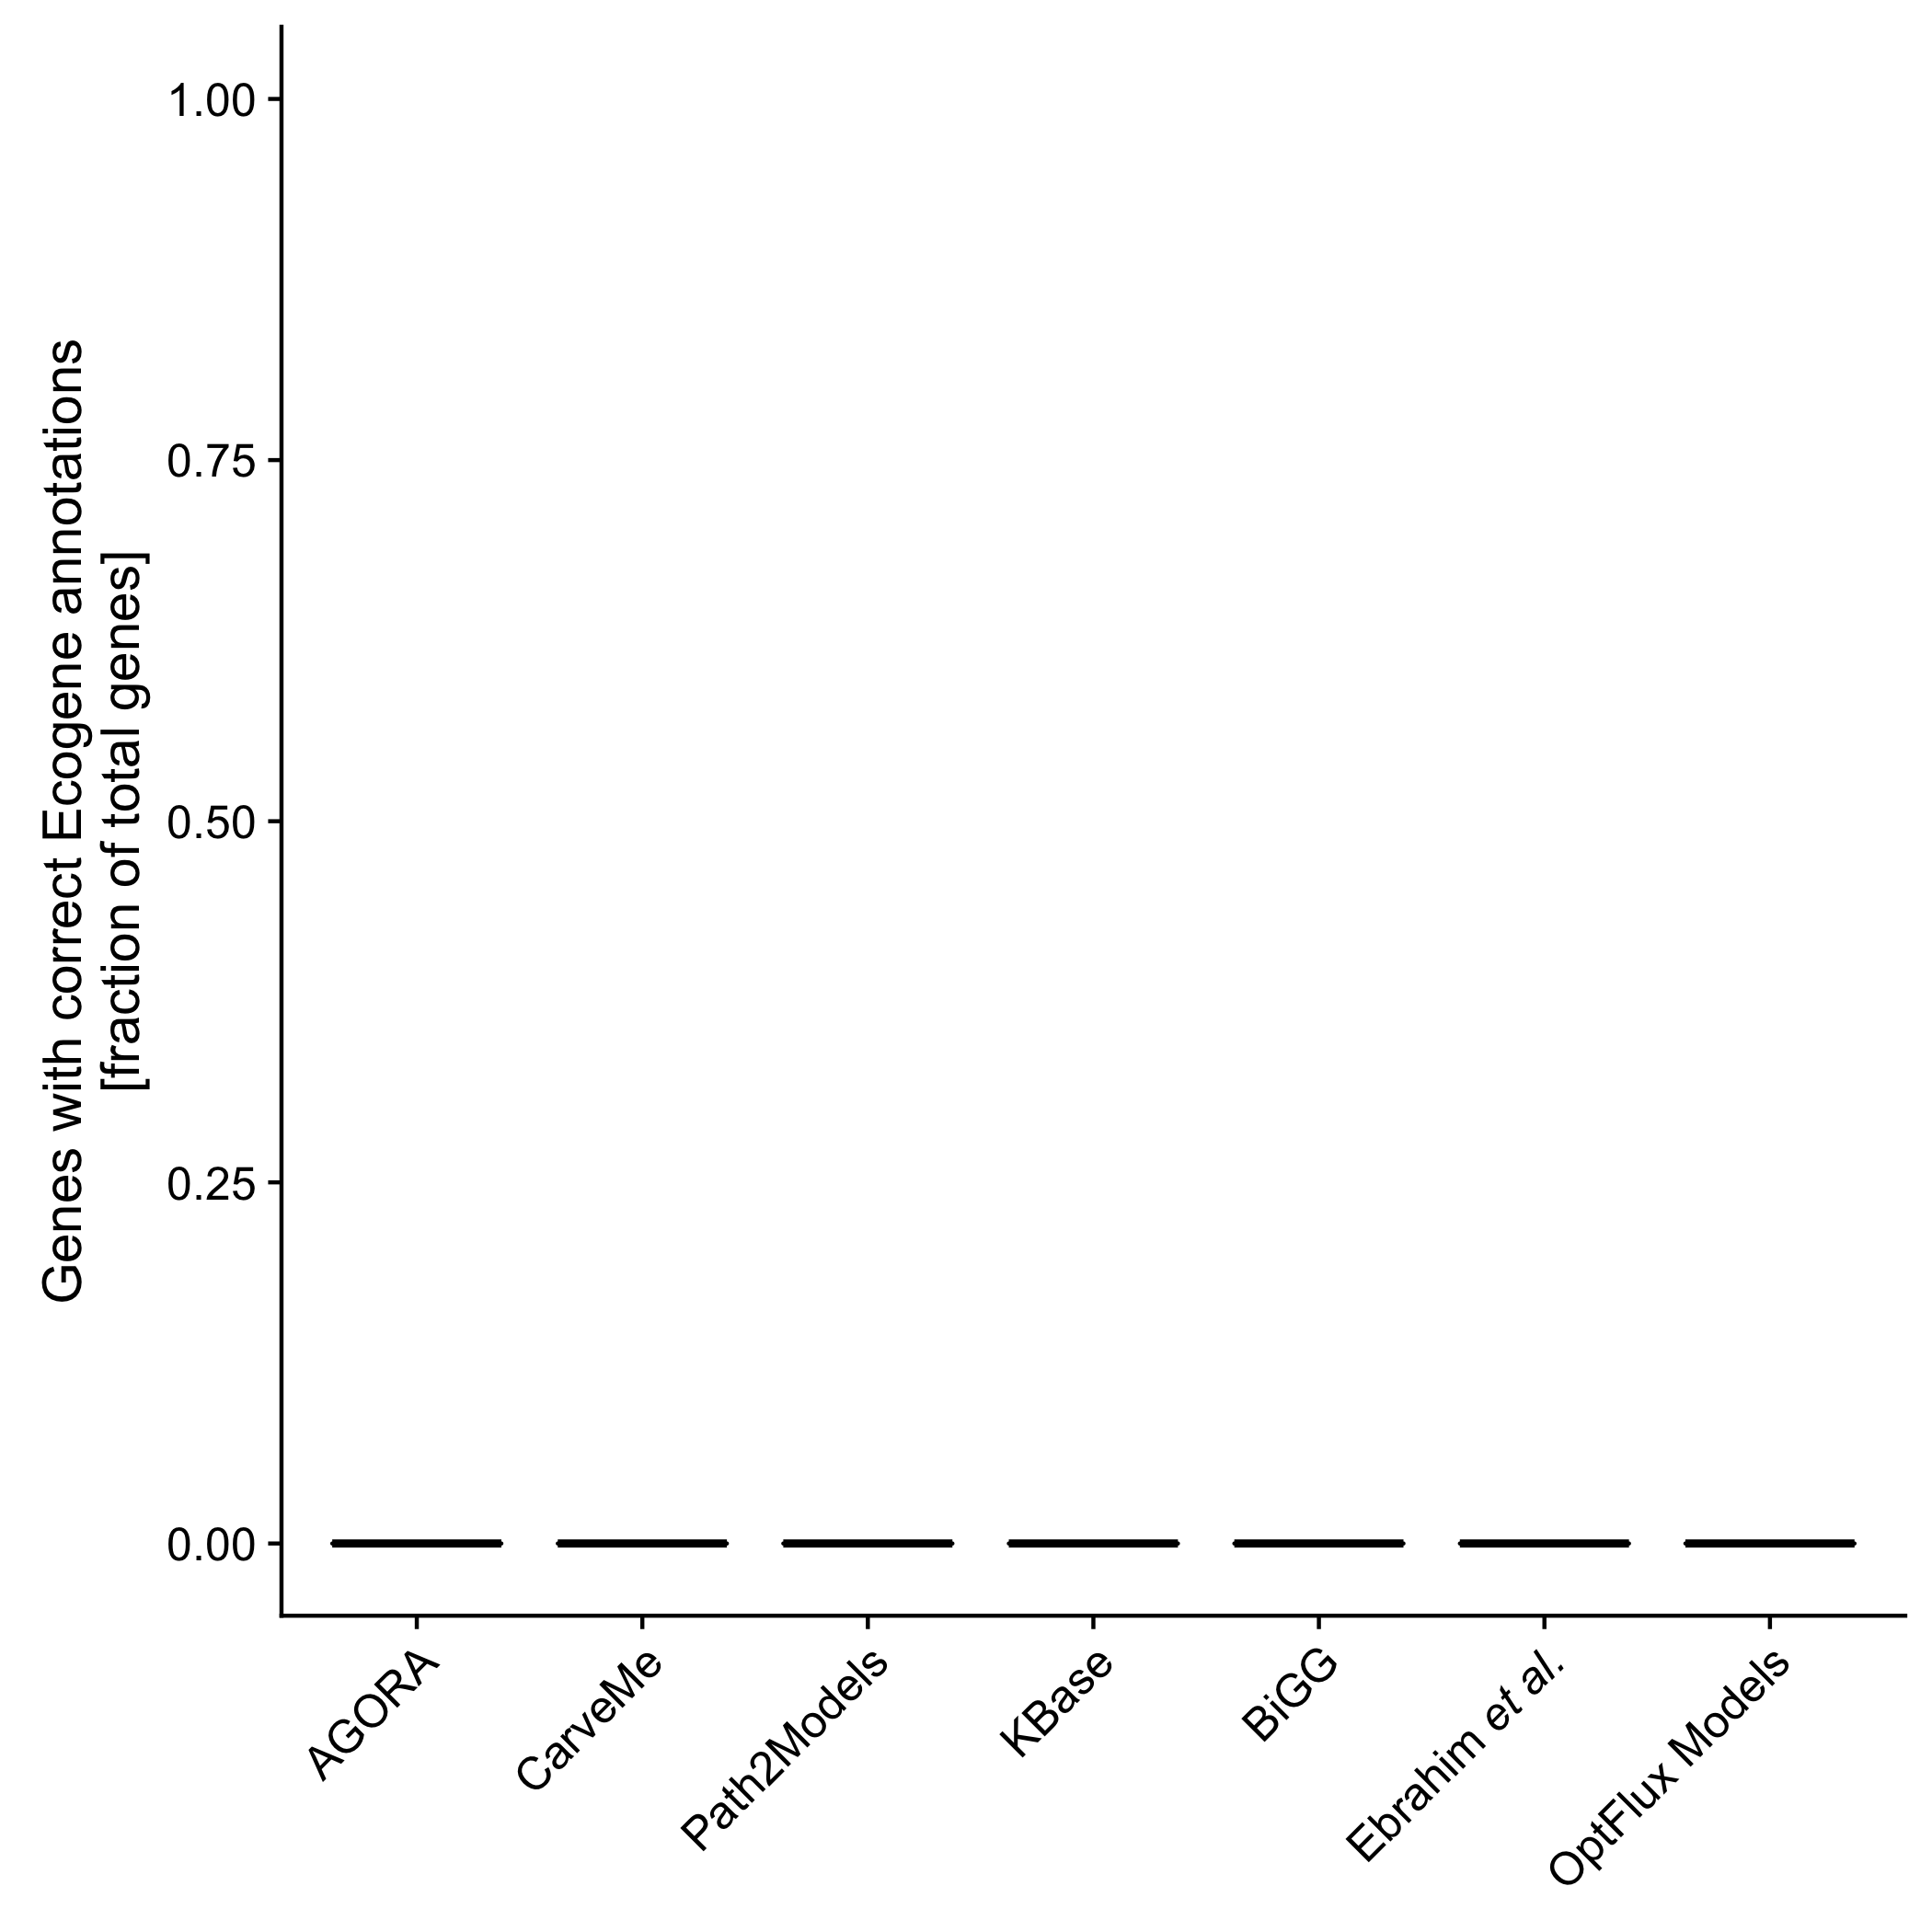 Genes with correct Ecogene annotations
[fraction of total genes]
1.00
0.75
0.50
0.25
0.00
AGORA
CarveMe
Path2Models
KBase
BiGG
Ebrahim et al.
OptFlux Models